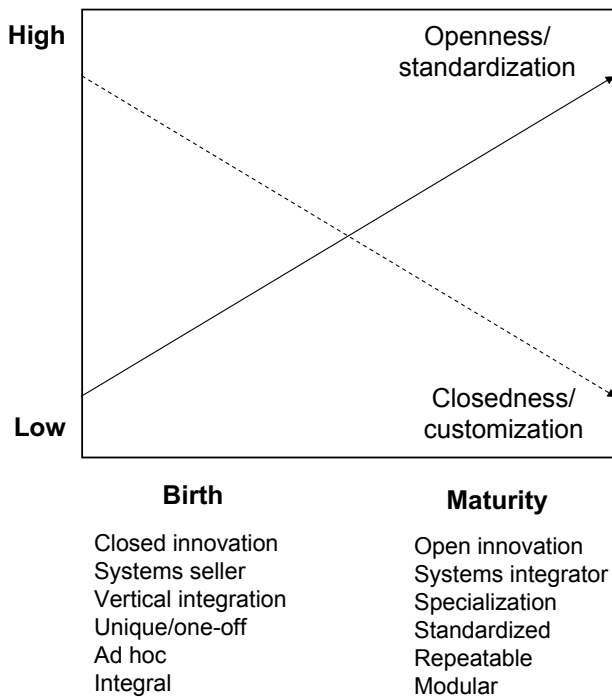 High
Openness/
standardization
Closedness/
customization
Low
Birth
Closed innovation
Systems seller
Vertical integration
Unique/one-off
Ad hoc
Integral
Maturity
Open innovation
Systems integrator
Specialization
Standardized
Repeatable
Modular